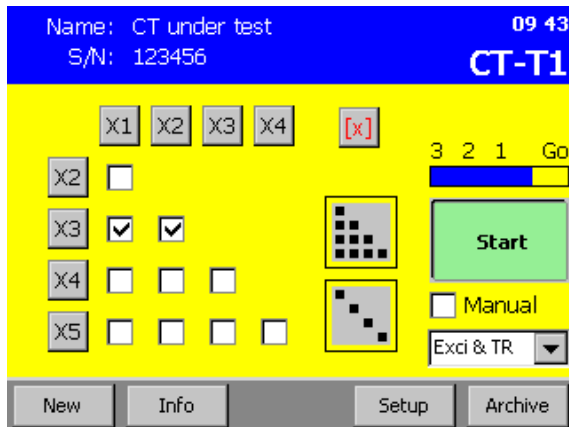 Name: CT under test 09 43
S/N: 123456 CT-T1
X1 X2 X3 X4 [x]
3 2 1 Go
X2
X3 Start
X4 Manual
X5 Exci & TR
New Info Setup Archive